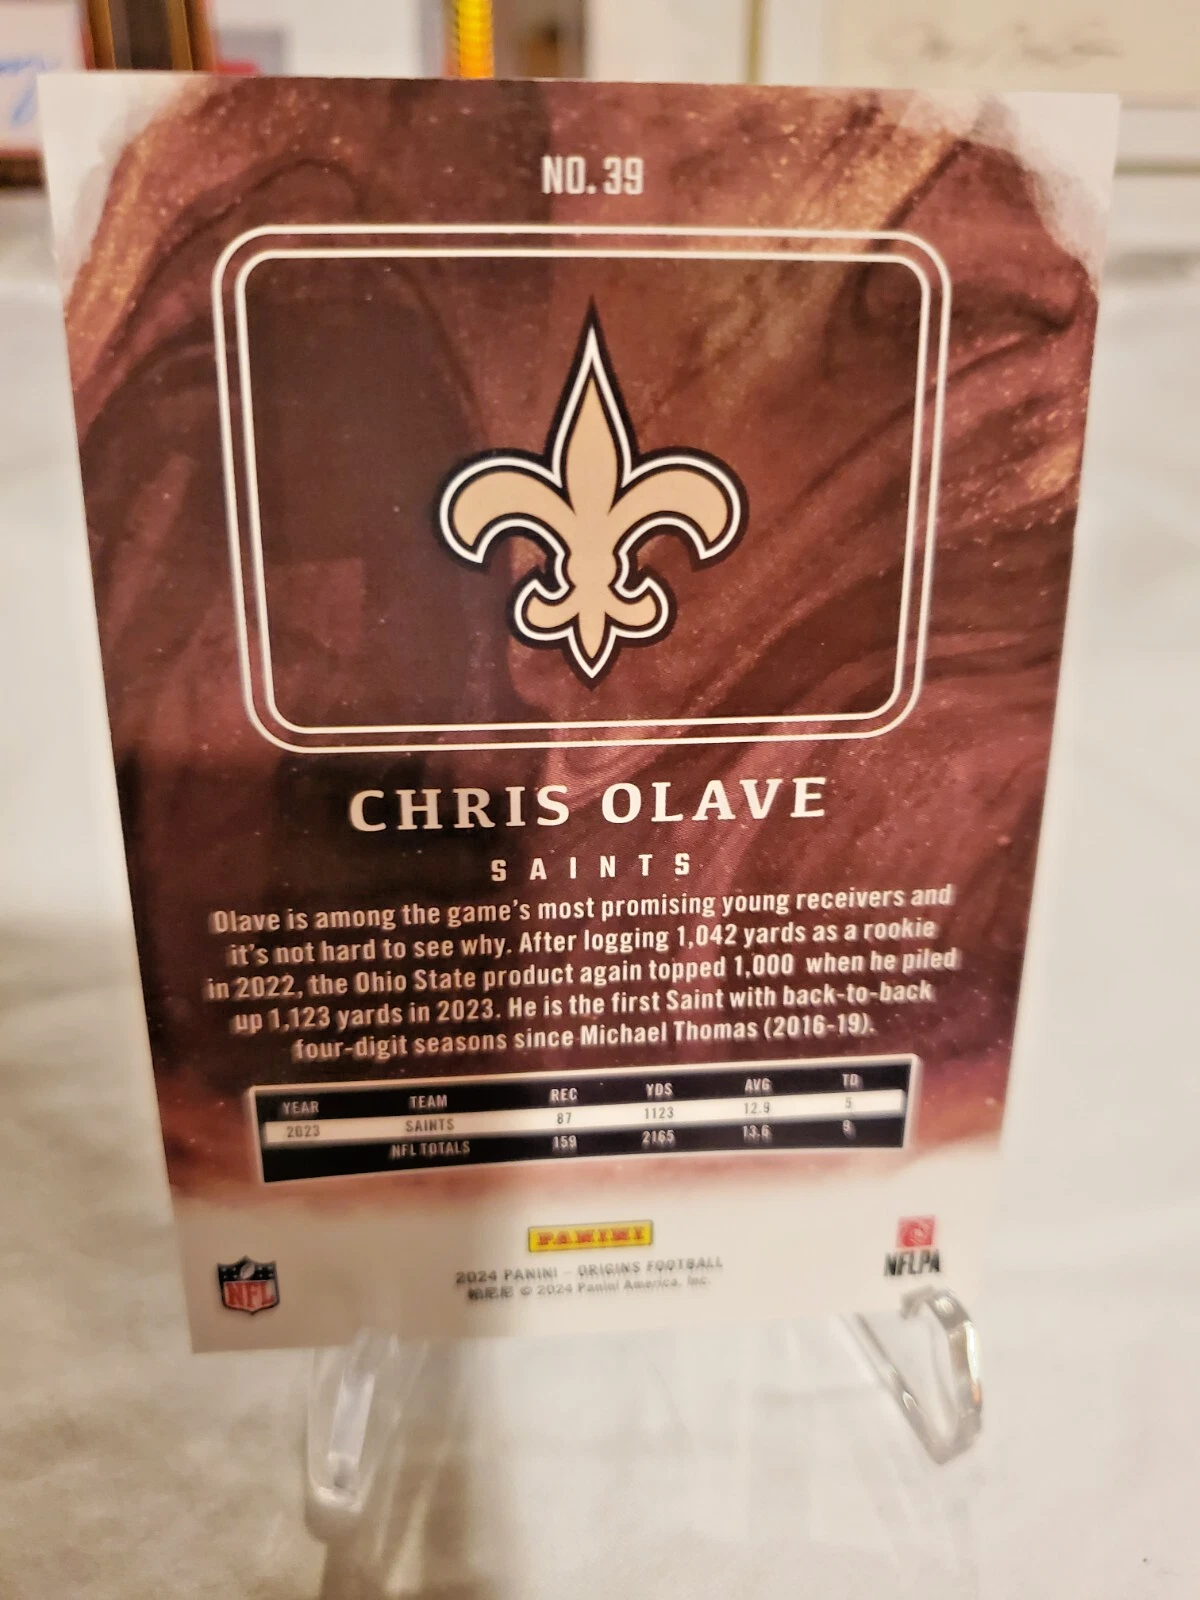 NO. 39
CHRIS OLAVE
SAINTS
Olave is among the game's most promising young receivers and
it's not hard to see why. After logging 1,042 yards as a rookie
in 2022, the Ohio State product again topped 1,000 when he piled
up 1,123 yards in 2023. He is the first Saint with back-to-back
four-digit seasons since Michael Thomas (2016-19).
YEAR TEAM REC YDS AVG TD
2023 SAINTS 87 1123 12.9 5
NFL TOTALS 159 2165 13.6 9
PANINI
NFL
2024 PANINI – ORIGINS FOOTBALL
© 2024 Panini America, Inc.
NFLPA